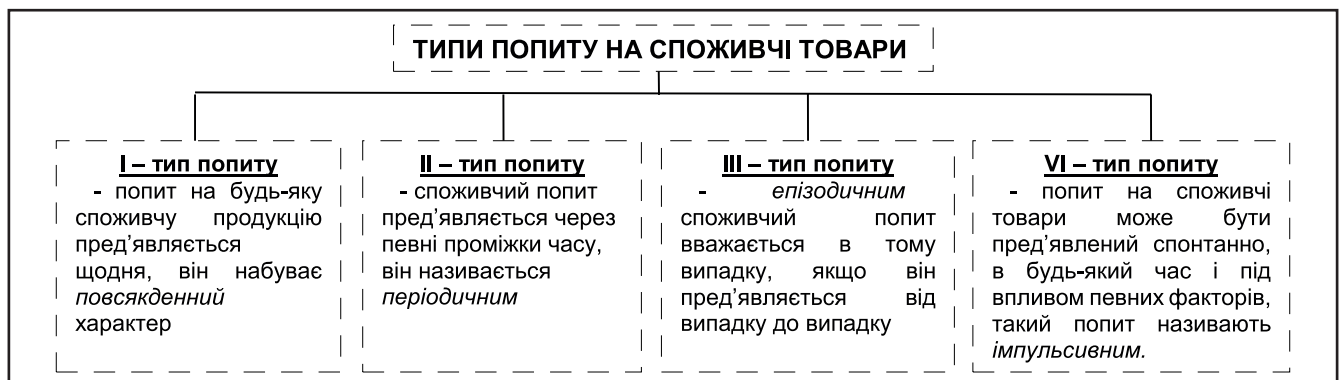 ТИПИ ПОПИТУ НА СПОЖИВЧІ ТОВАРИ
І – тип попиту
- попит на будь-яку
споживчу продукцію
пред’являється
щодня, він набуває
повсякденний
характер
ІІ – тип попиту
- споживчий попит
пред’являється через
певні проміжки часу,
він називається
періодичним
ІІІ – тип попиту
- епізодичним
споживчий попит
вважається в тому
випадку, якщо він
пред’являється від
випадку до випадку
VI – тип попиту
- попит на споживчі
товари може бути
пред’явлений спонтанно,
в будь-який час і під
впливом певних факторів,
такий попит називають
імпульсивним.